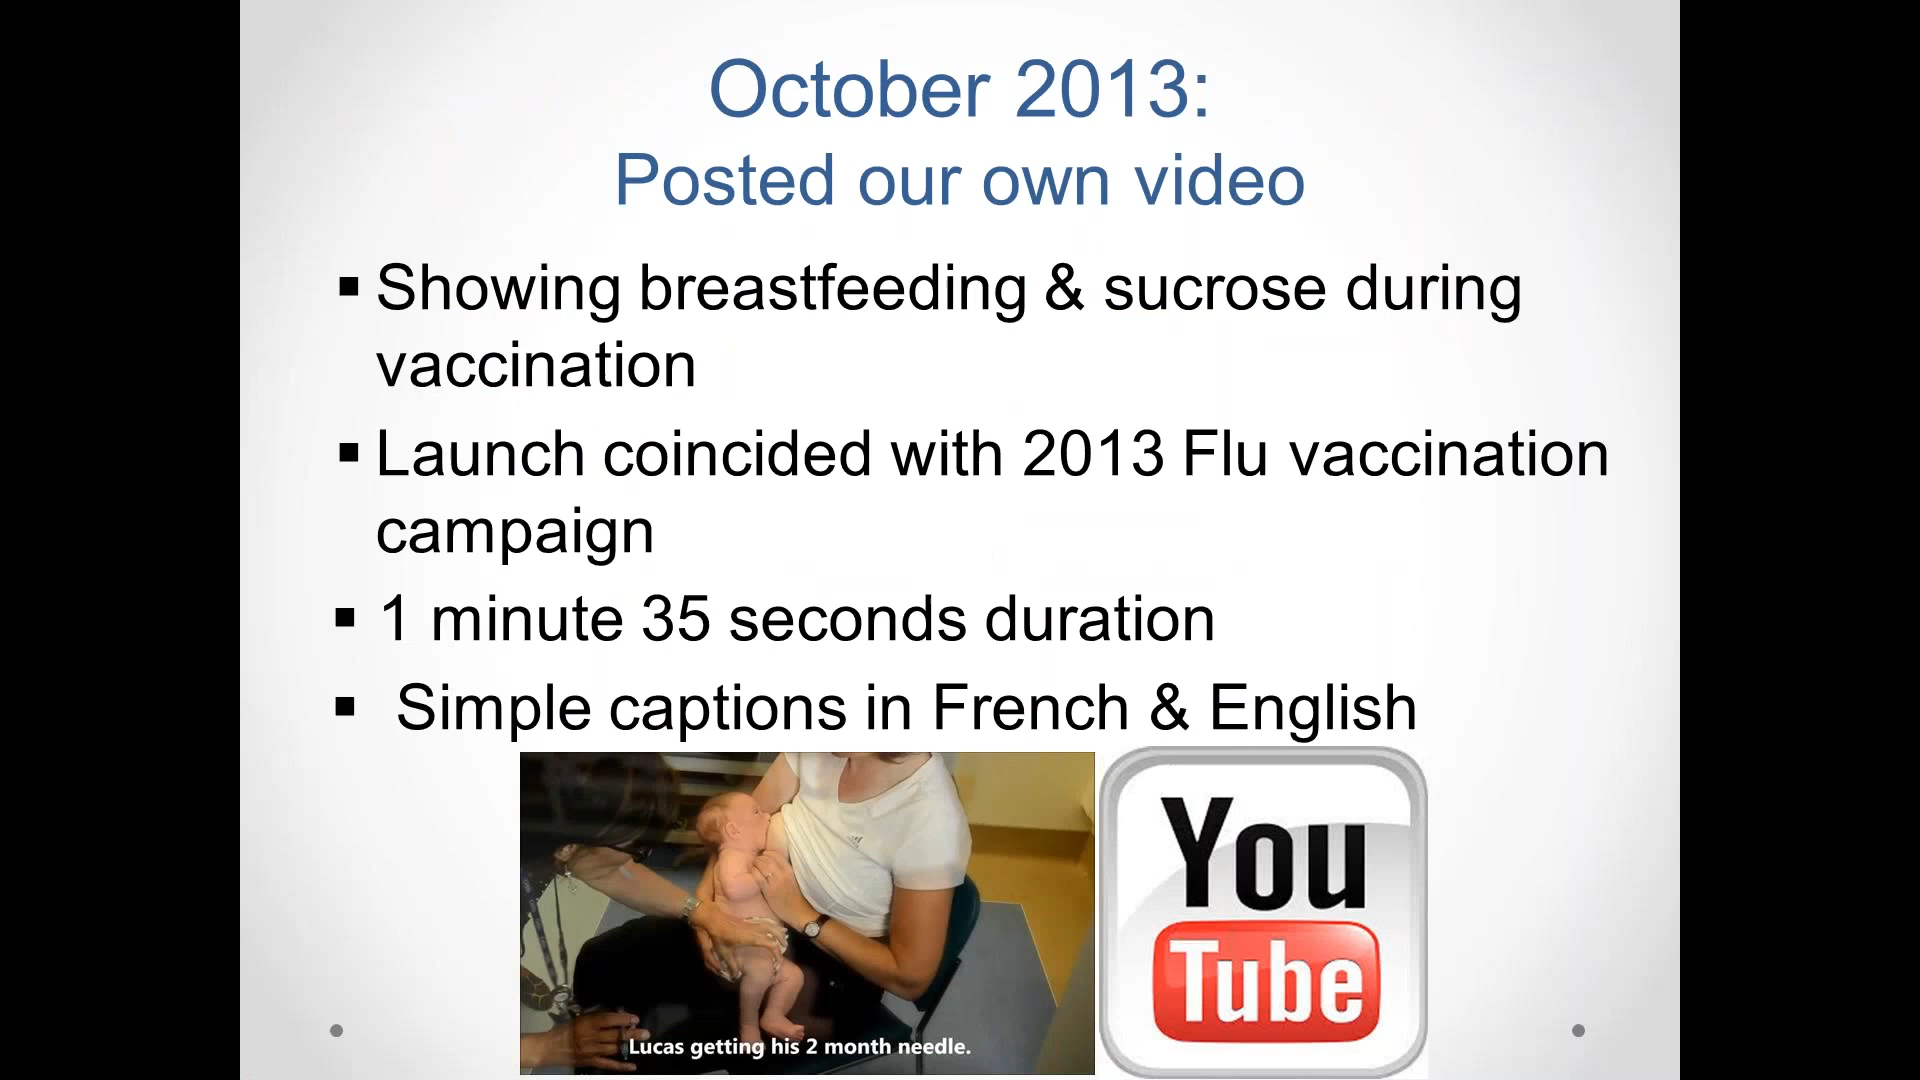 October 2013:
Posted our own video
▪ Showing breastfeeding & sucrose during
vaccination
▪ Launch coincided with 2013 Flu vaccination
campaign
▪ 1 minute 35 seconds duration
▪ Simple captions in French & English
Lucas getting his 2 month needle.
You
Tube